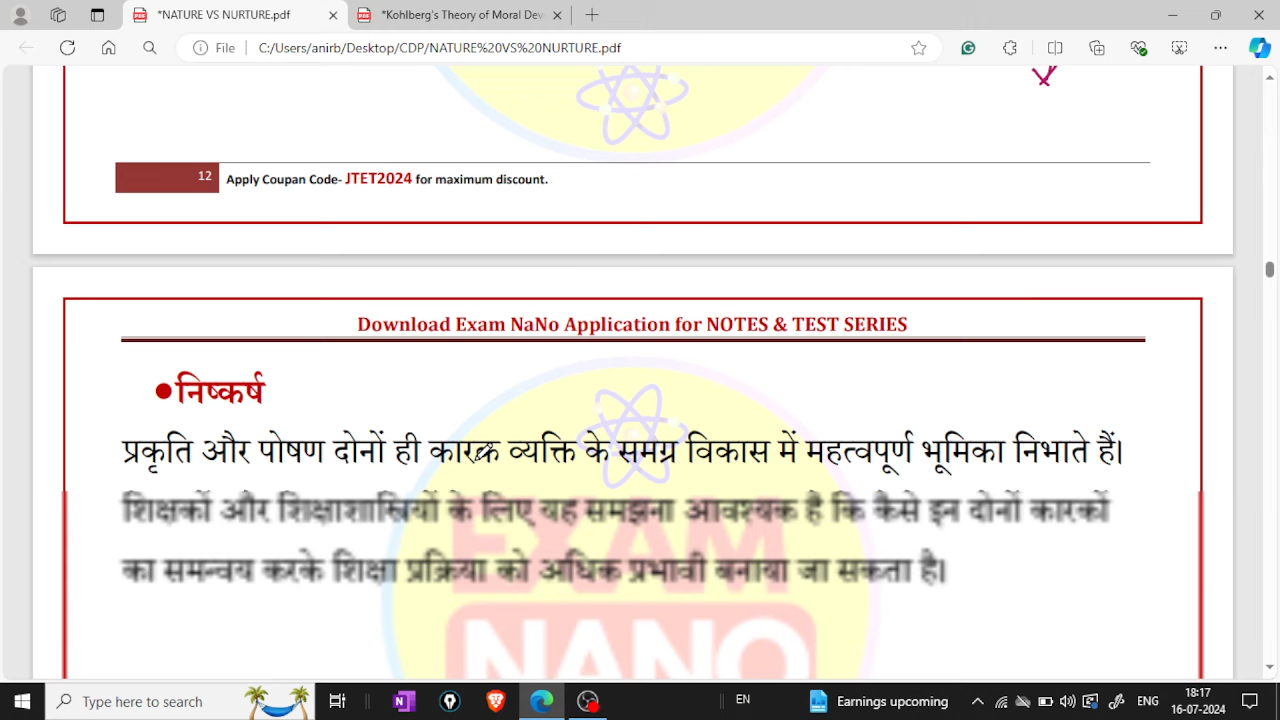 *NATURE VS NURTURE.pdf
*Kohlberg's Theory of Moral Dev
File
C:/Users/anirb/Desktop/CDP/NATURE%20VS%20NURTURE.pdf
12 Apply Coupan Code- JTET2024 for maximum discount.
Download Exam NaNo Application for NOTES & TEST SERIES
•निष्कर्ष
प्रकृति और पोषण दोनों ही कारक व्यक्ति के समग्र विकास में महत्वपूर्ण भूमिका निभाते हैं।
शिक्षकों और शिक्षाशास्त्रियों के लिए यह समझना आवश्यक है कि कैसे इन दोनों कारकों
का समन्वय करके शिक्षा प्रक्रिया को अधिक प्रभावी बनाया जा सकता है।
EXAM
NANO
Type here to search
EN
Earnings upcoming
ENG
18:17
16-07-2024